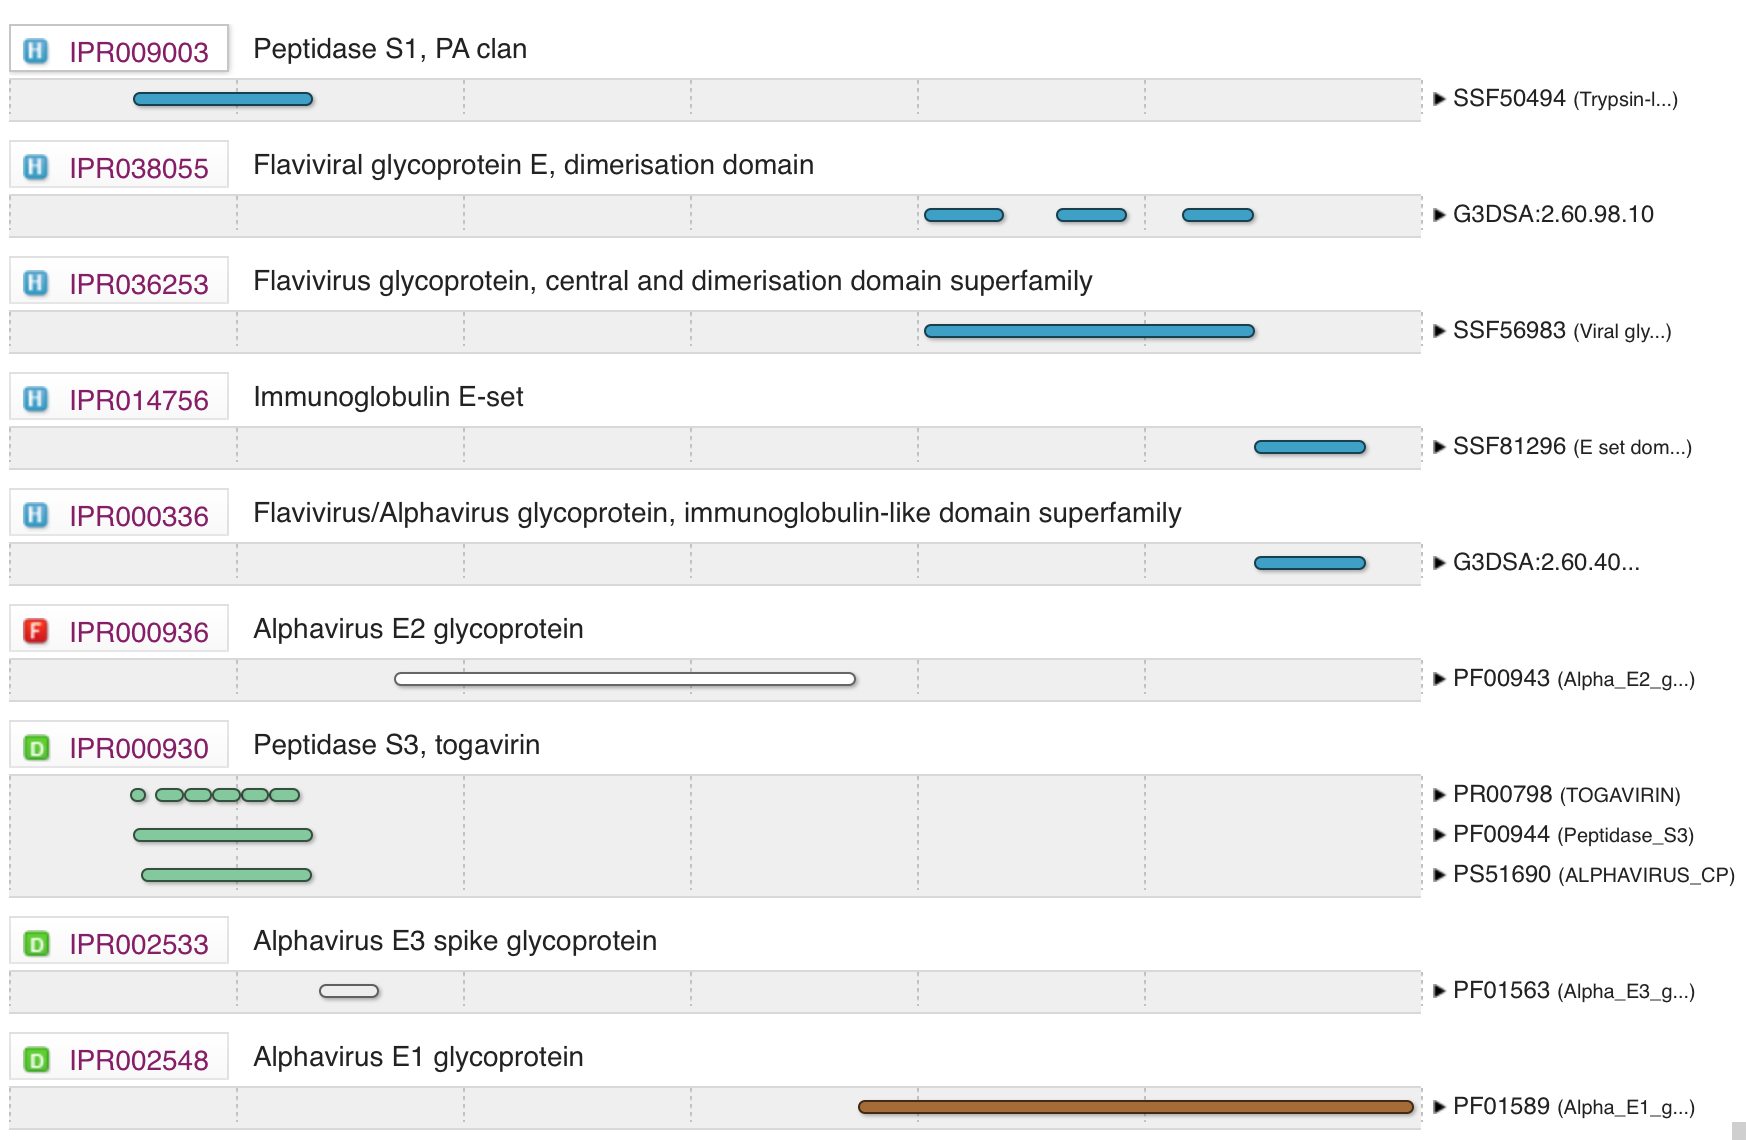 H IPR009003 Peptidase S1, PA clan
SSF50494 (Trypsin-l...)
H IPR038055 Flaviviral glycoprotein E, dimerisation domain
G3DSA:2.60.98.10
H IPR036253 Flavivirus glycoprotein, central and dimerisation domain superfamily
SSF56983 (Viral gly...)
H IPR014756 Immunoglobulin E-set
SSF81296 (E set dom...)
H IPR000336 Flavivirus/Alphavirus glycoprotein, immunoglobulin-like domain superfamily
G3DSA:2.60.40...
F IPR000936 Alphavirus E2 glycoprotein
PF00943 (Alpha_E2_g...)
D IPR000930 Peptidase S3, togavirin
PR00798 (TOGAVIRIN)
PF00944 (Peptidase_S3)
PS51690 (ALPHAVIRUS_CP)
D IPR002533 Alphavirus E3 spike glycoprotein
PF01563 (Alpha_E3_g...)
D IPR002548 Alphavirus E1 glycoprotein
PF01589 (Alpha_E1_g...)